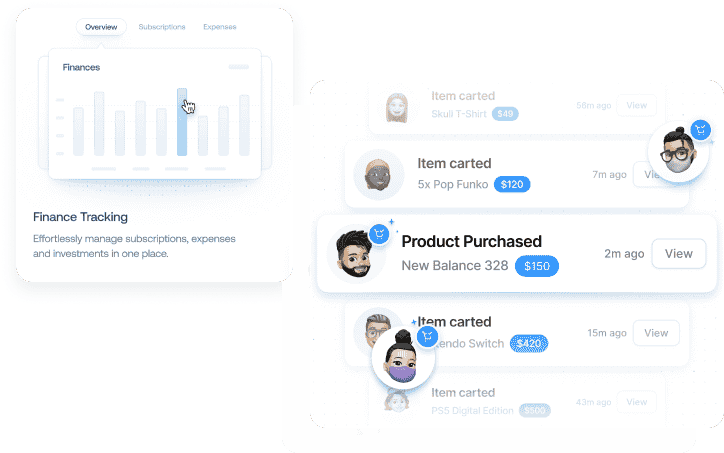 Overview Subscriptions Expenses
Finances
Finance Tracking
Effortlessly manage subscriptions, expenses
and investments in one place.
Item carted
Skull T-Shirt $49
56m ago View
Item carted
5x Pop Funko $120
7m ago
Product Purchased
New Balance 328 $150
2m ago View
Item carted
tendo Switch $420
15m ago View
Item carted
PS5 Digital Edition $500
43m ago View